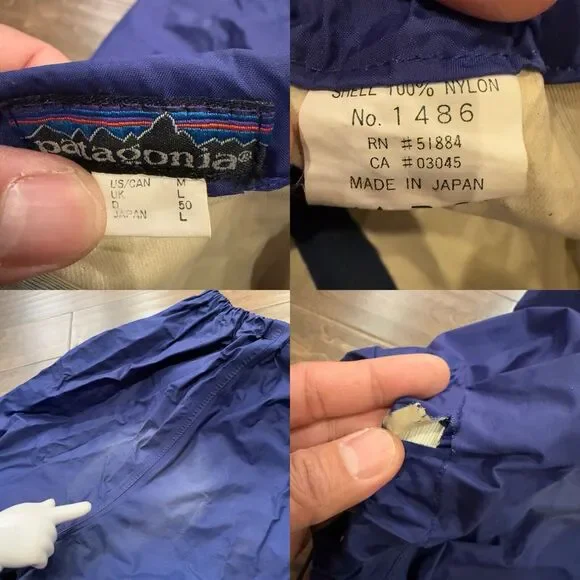 patagonia®
US/CAN M
UK L
D 50
JAPAN L
SHELL 100% NYLON
No. 1486
RN #51884
CA #03045
MADE IN JAPAN